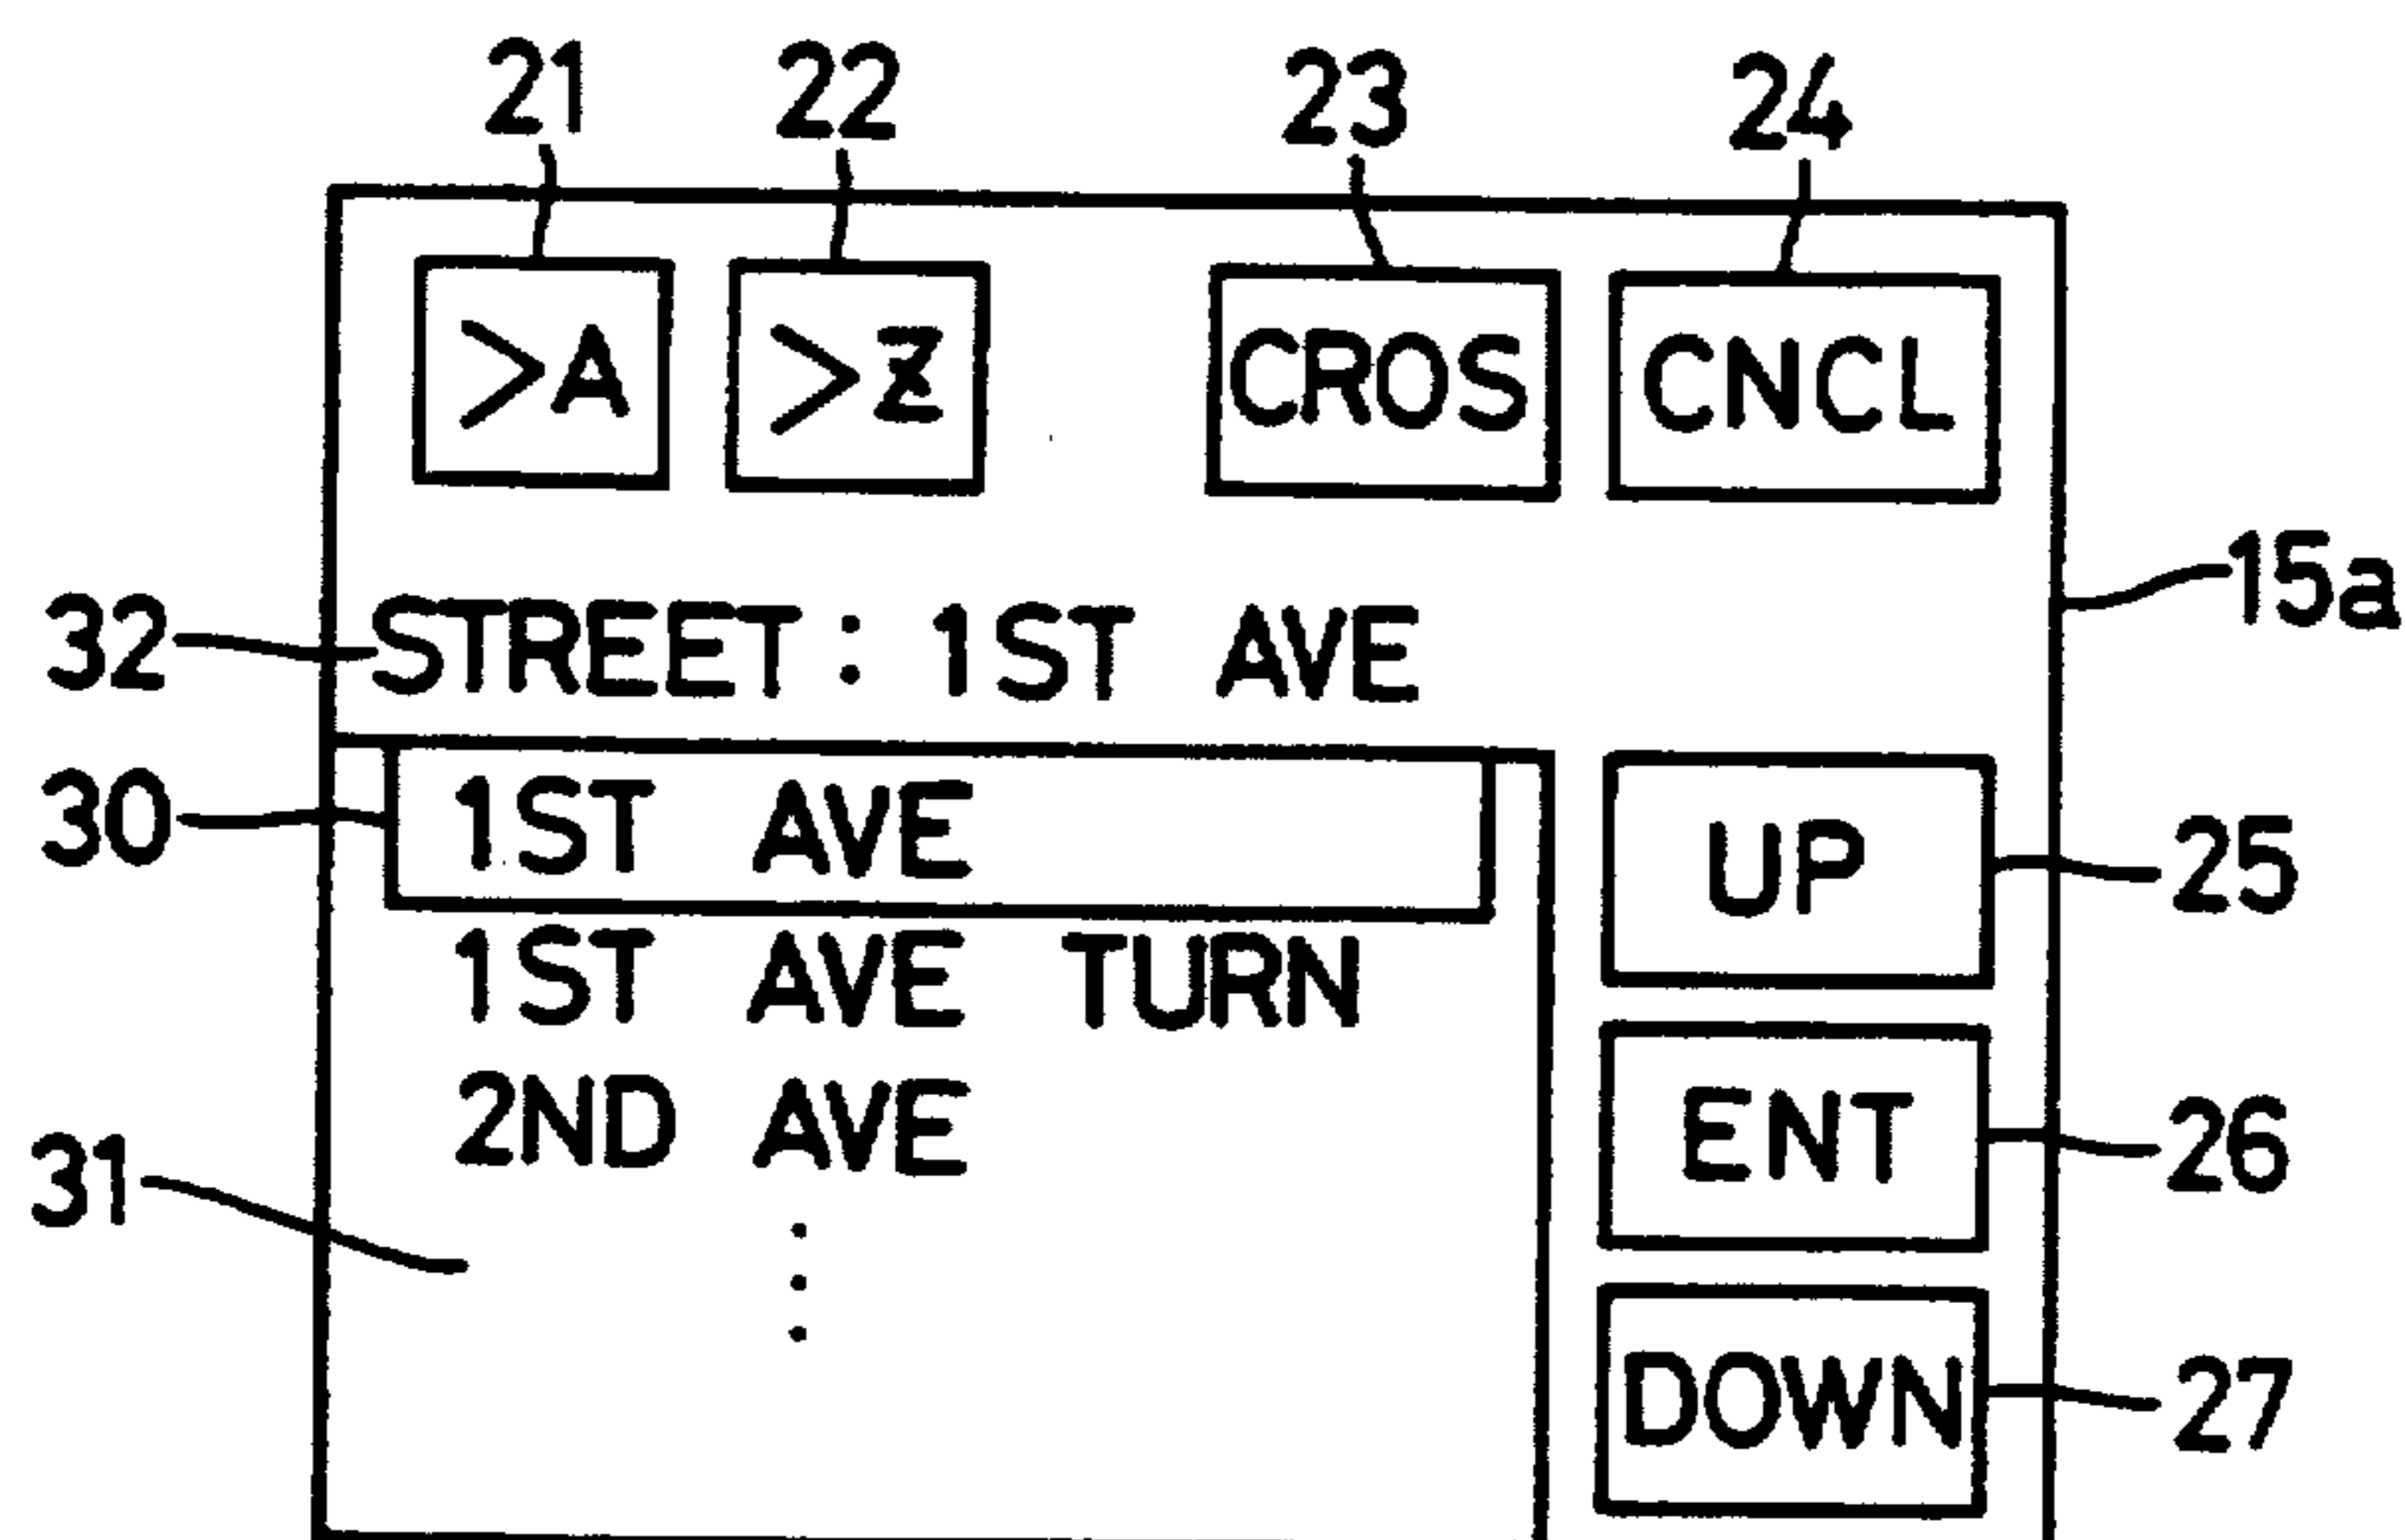 21 22 23 24
>A >Z CROS CNCL
15a
32 STREET: 1ST AVE
30 1ST AVE UP 25
1ST AVE TURN
2ND AVE ENT 26
31
DOWN 27